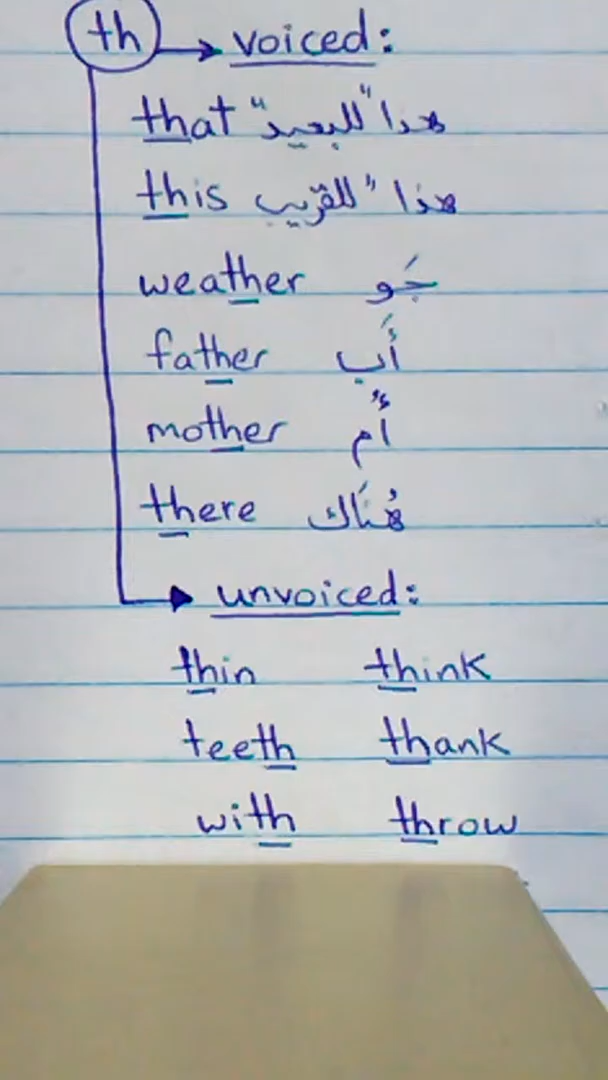 th → voiced:
that هذا "للبعيد"
this هذا "للقريب
weather جَو
father أَب
mother أُم
there هُنَاك
unvoiced:
thin think
teeth thank
with throw